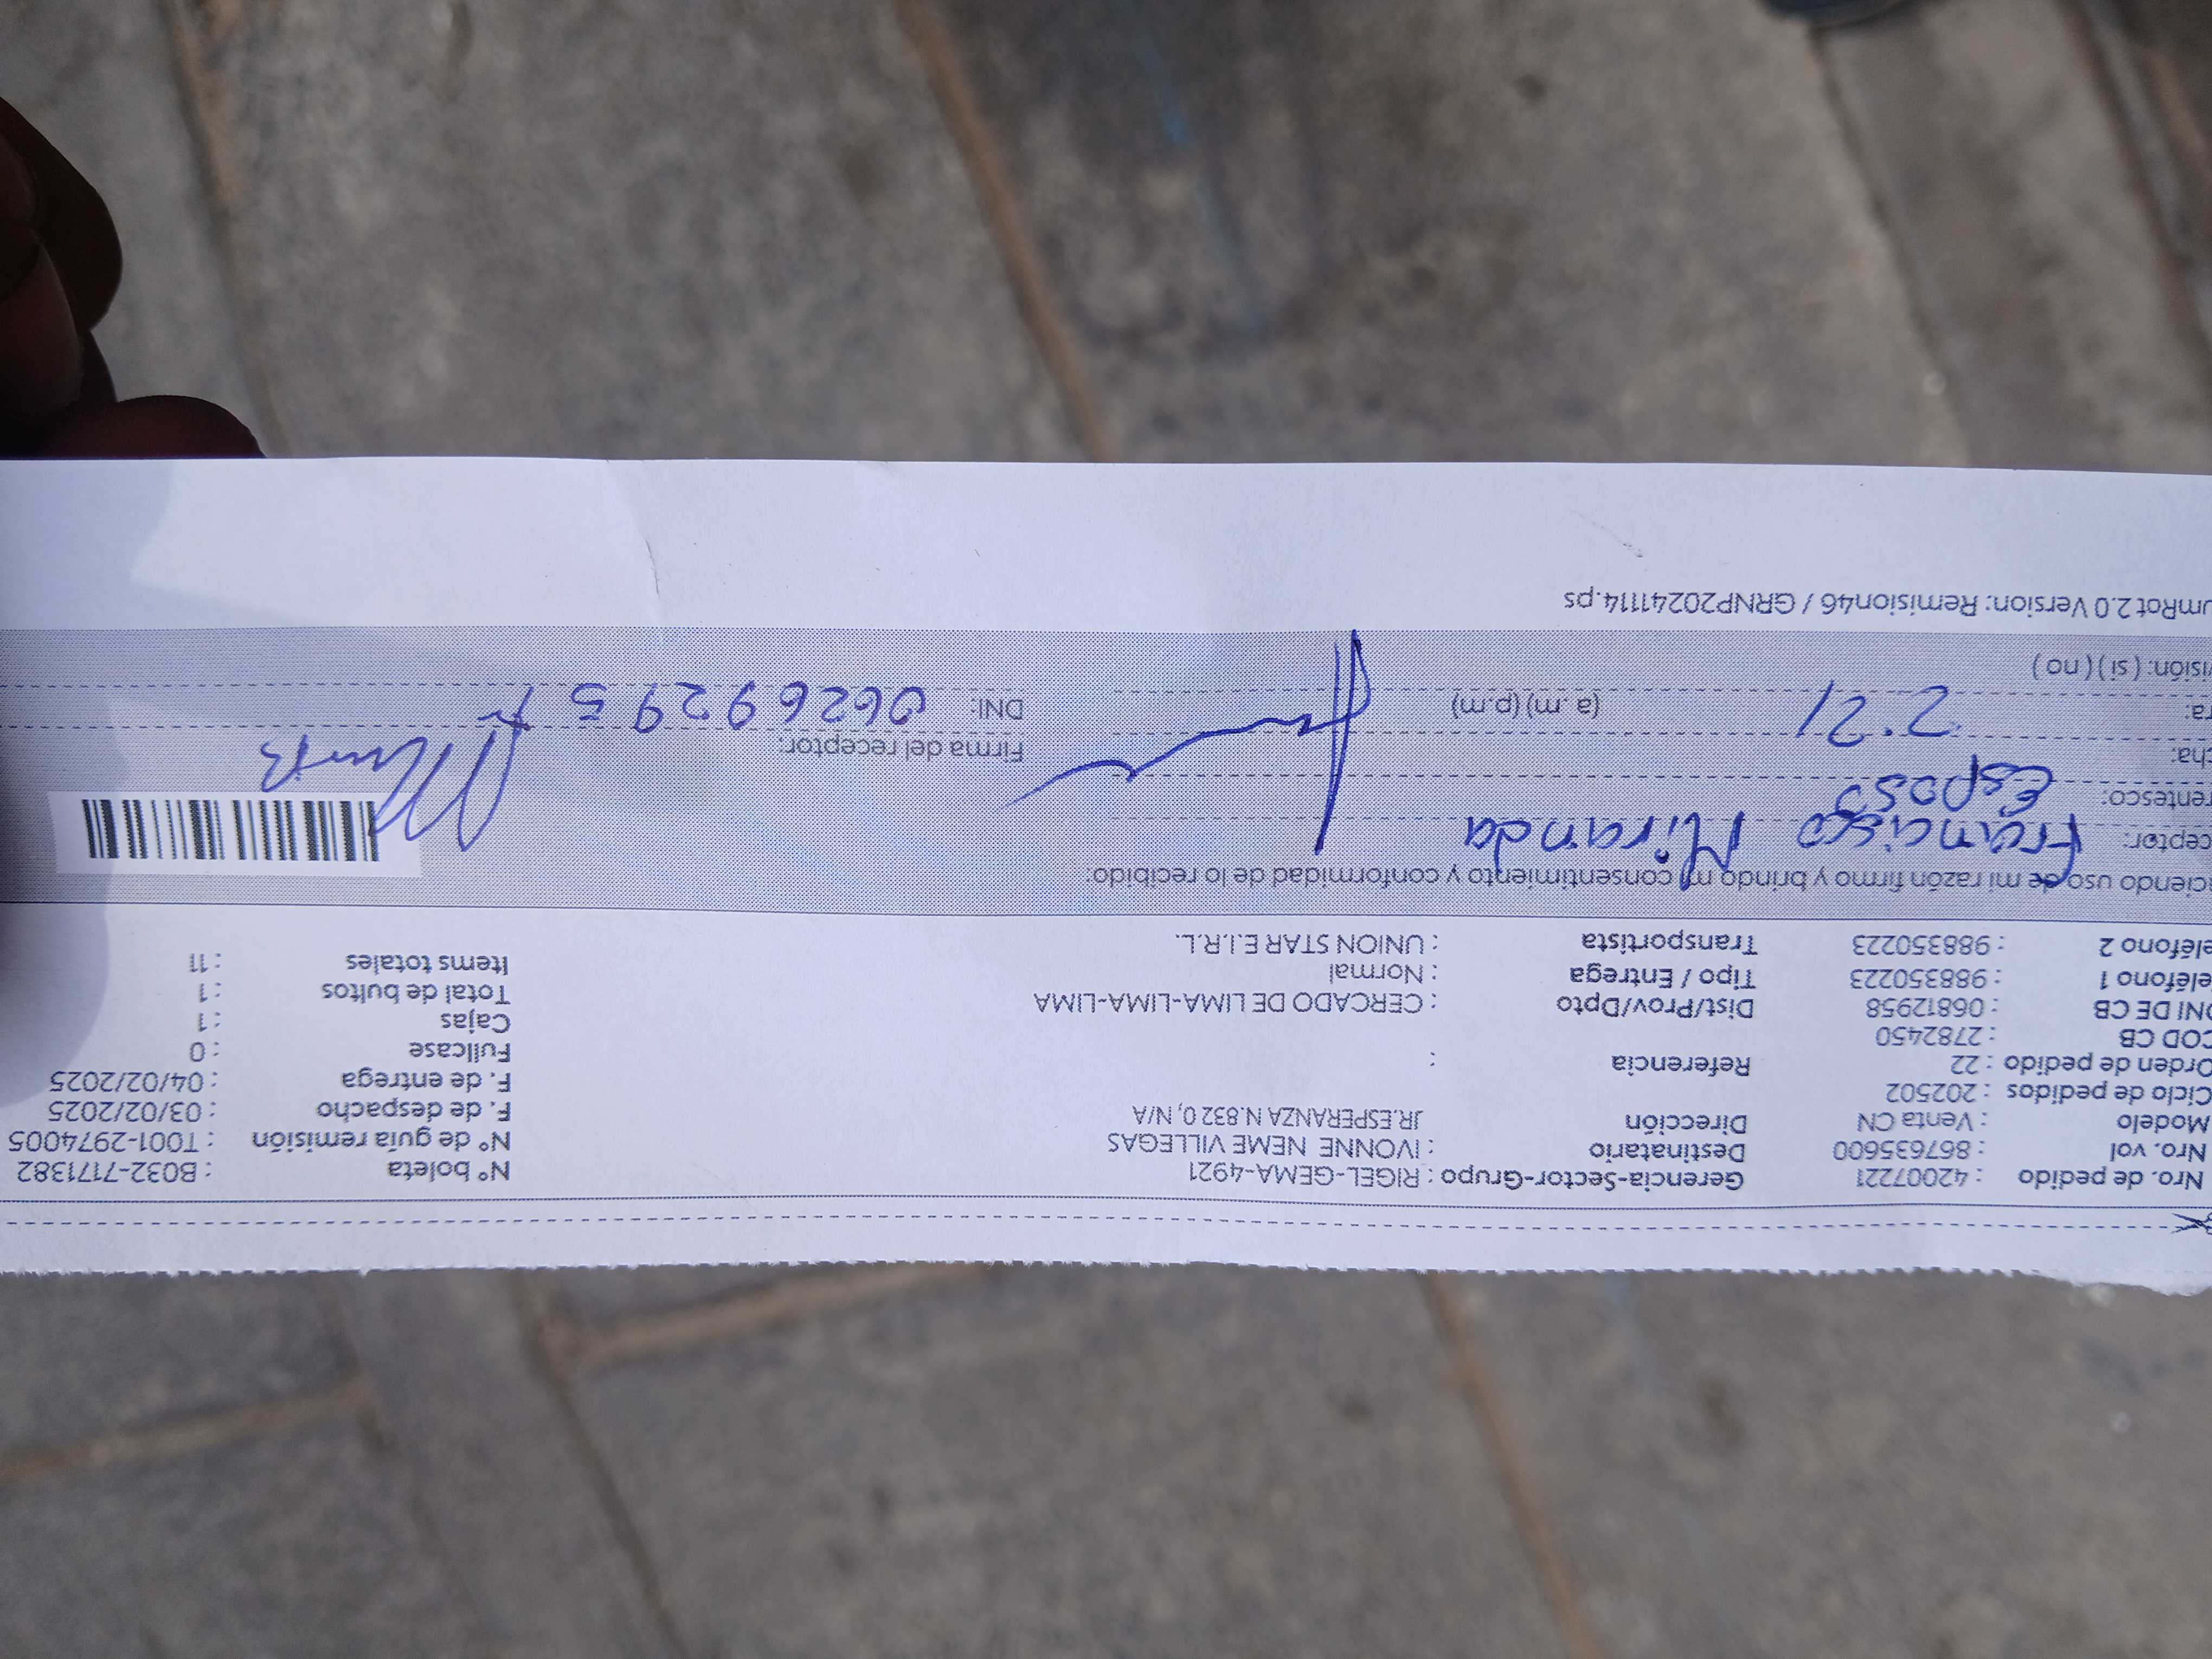 Nro. de pedido : 42007221 Gerencia-Sector-Grupo : RIGEL-GEMA-4921 N° boleta : B032-7171382
Nro. vol : 867635600 Destinatario : IVONNE NEME VILLEGAS N° de guía remisión : T001-2974005
Modelo : Venta CN Dirección JR.ESPERANZA N.832 0, N/A F. de despacho : 03/02/2025
Ciclo de pedidos : 202502 F. de entrega : 04/02/2025
Orden de pedido : 22 Referencia : Fullcase : 0
COD CB : 2782450 Cajas : 1
DNI DE CB : 06812958 Dist/Prov/Dpto : CERCADO DE LIMA-LIMA-LIMA Total de bultos : 1
eléfono 1 : 988350223 Tipo / Entrega : Normal Items totales : 11
eléfono 2 : 988350223 Transportista : UNION STAR E.I.R.L.
ciendo uso de mi razón firmo y brindo mi consentimiento y conformidad de lo recibido:
ceptor: Francisco Miranda
rentesco: Esposo
cha: Firma del receptor:
ra: 2:21 (a. m) (p.m) DNI: 06269295
isión: ( si ) ( no )
umRot 2.0 Version: Remision46 / GRNP20241114.ps